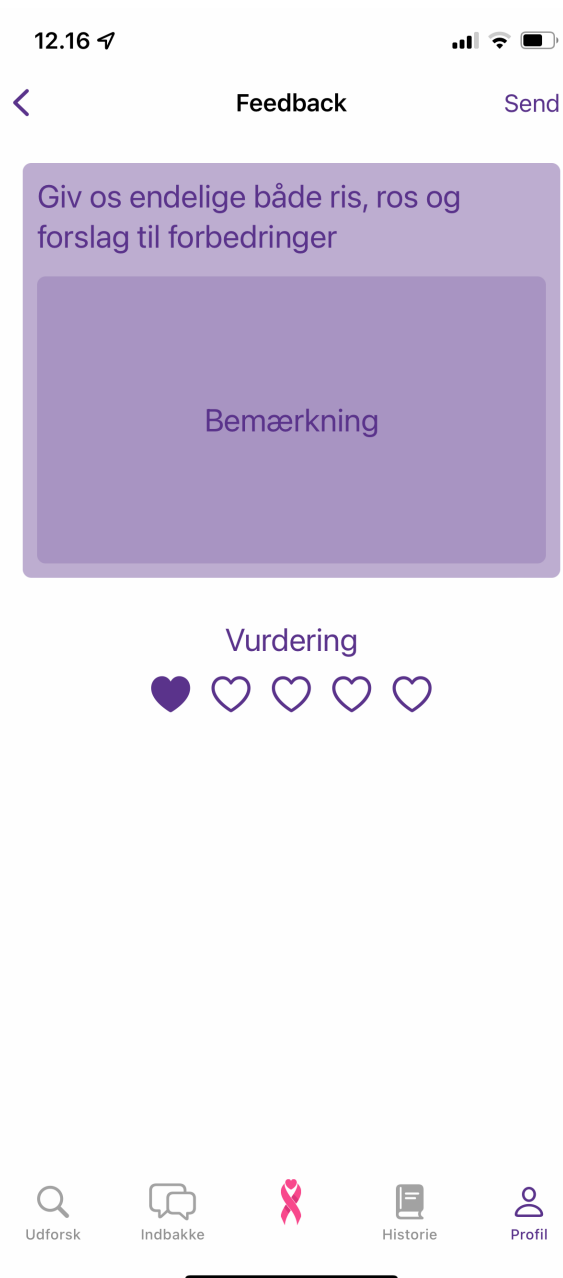 12.16
Feedback
Send
Giv os endelige både ris, ros og
forslag til forbedringer
Bemærkning
Vurdering
Udforsk
Indbakke
Historie
Profil